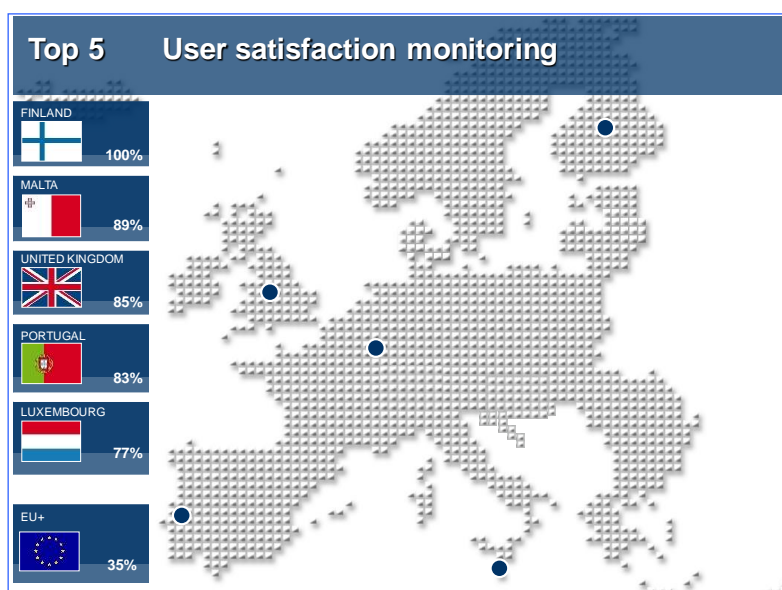 Top 5 User satisfaction monitoring
FINLAND
100%
MALTA
89%
UNITED KINGDOM
85%
PORTUGAL
83%
LUXEMBOURG
77%
EU+
35%